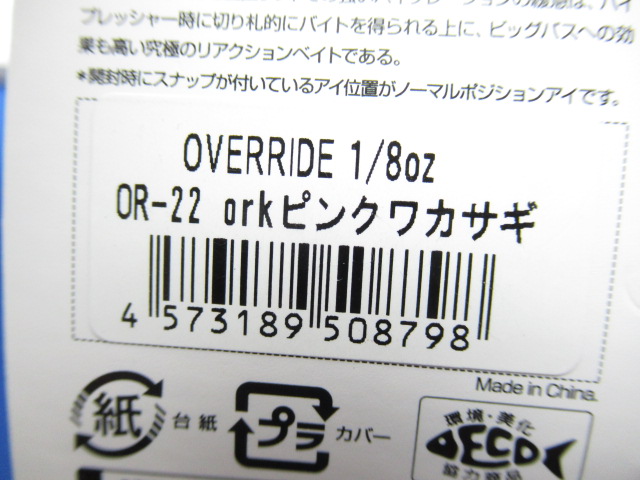 プレッシャー時に切り札的にバイトを得られる上に、ビッグバスへの効
果も高い究極のリアクションベイトである。
*開封時にスナップが付いているアイ位置がノーマルポジションアイです。
OVERRIDE 1/8oz
OR-22 orkピンクワカサギ
4 573189 508798
Made in China.
紙 台紙
プラ カバー
環境・美化
ECO
協力商品